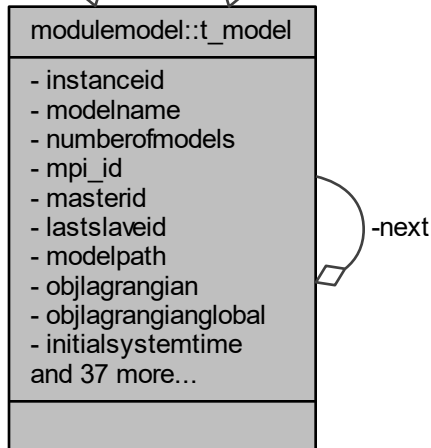 modulemodel::t_model
- instanceid
- modelname
- numberofmodels
- mpi_id
- masterid
- lastslaveid
- modelpath
- objlagrangian
- objlagrangianglobal
- initialsystemtime
and 37 more...
-next